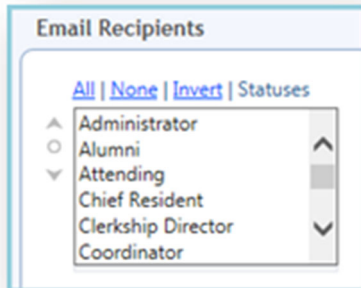 Email Recipients
All | None | Invert | Statuses
Administrator
Alumni
Attending
Chief Resident
Clerkship Director
Coordinator